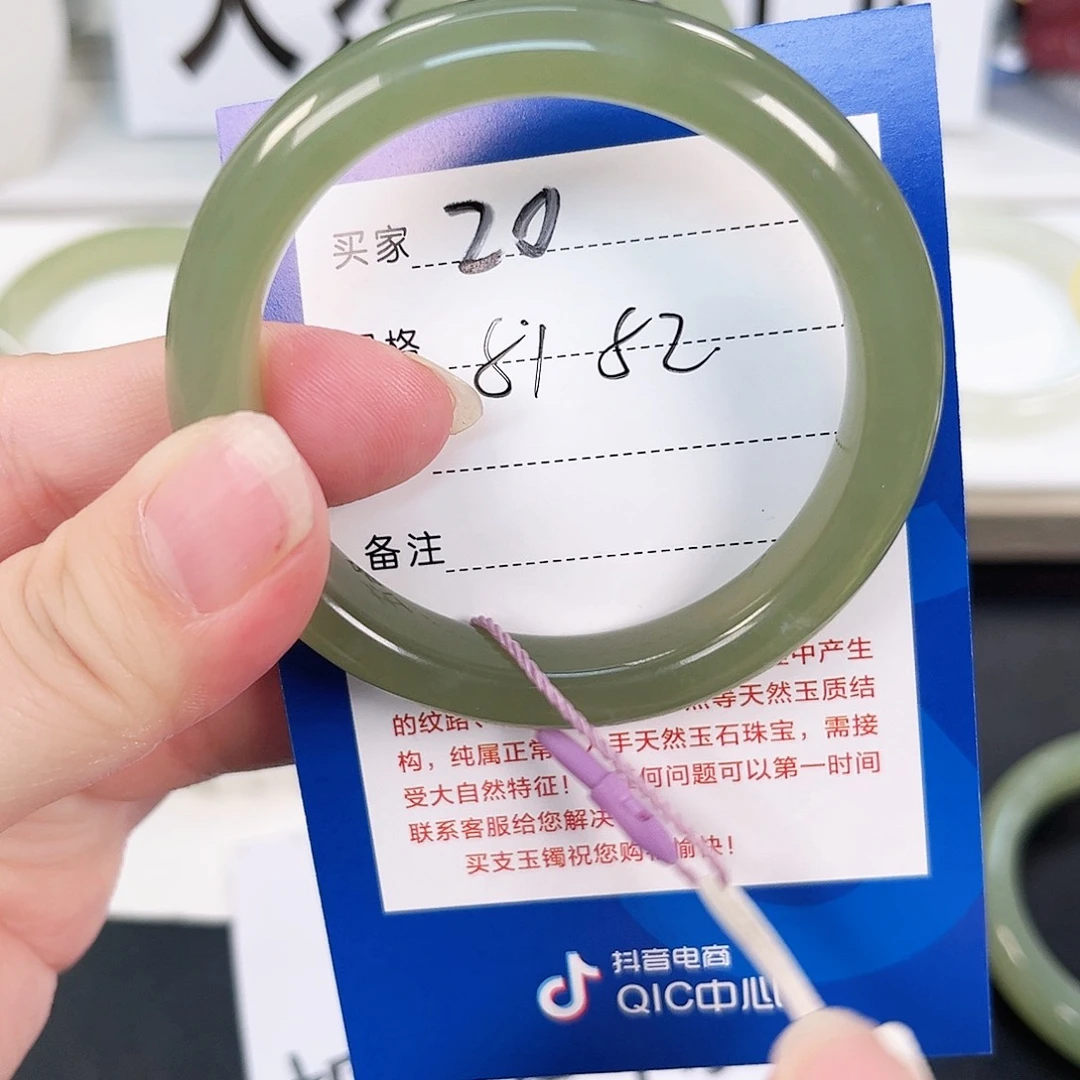 买家 20
格 81 82
备注
中产生
的纹路、 等天然玉质结
构，纯属正常 手天然玉石珠宝，需接
受大自然特征！ 何问题可以第一时间
联系客服给您解决
买支玉镯祝您购 愉快！
抖音电商
QIC中心